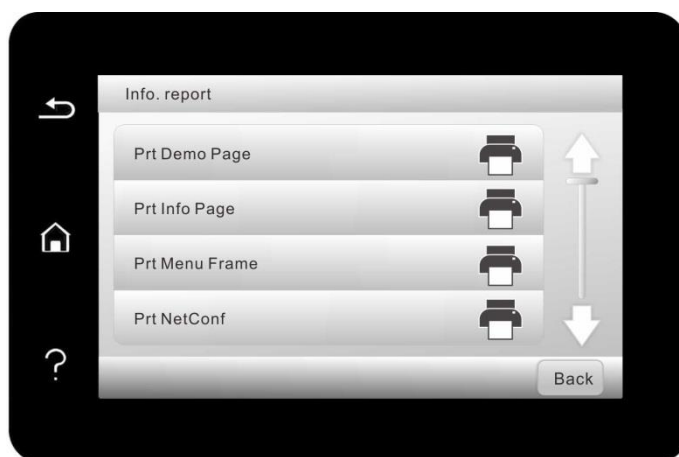 Info. report
Prt Demo Page
Prt Info Page
Prt Menu Frame
Prt NetConf
?
Back